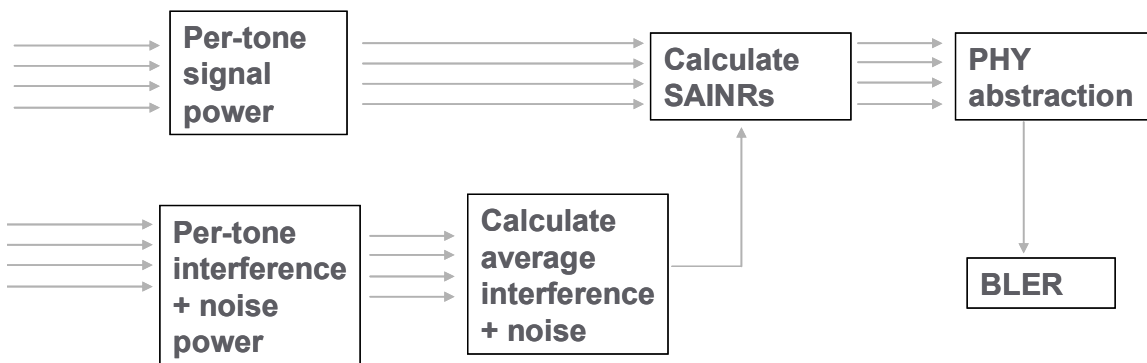 Per-tone
signal
power
Calculate
SAINRs
PHY
abstraction
Per-tone
interference
+ noise
power
Calculate
average
interference
+ noise
BLER